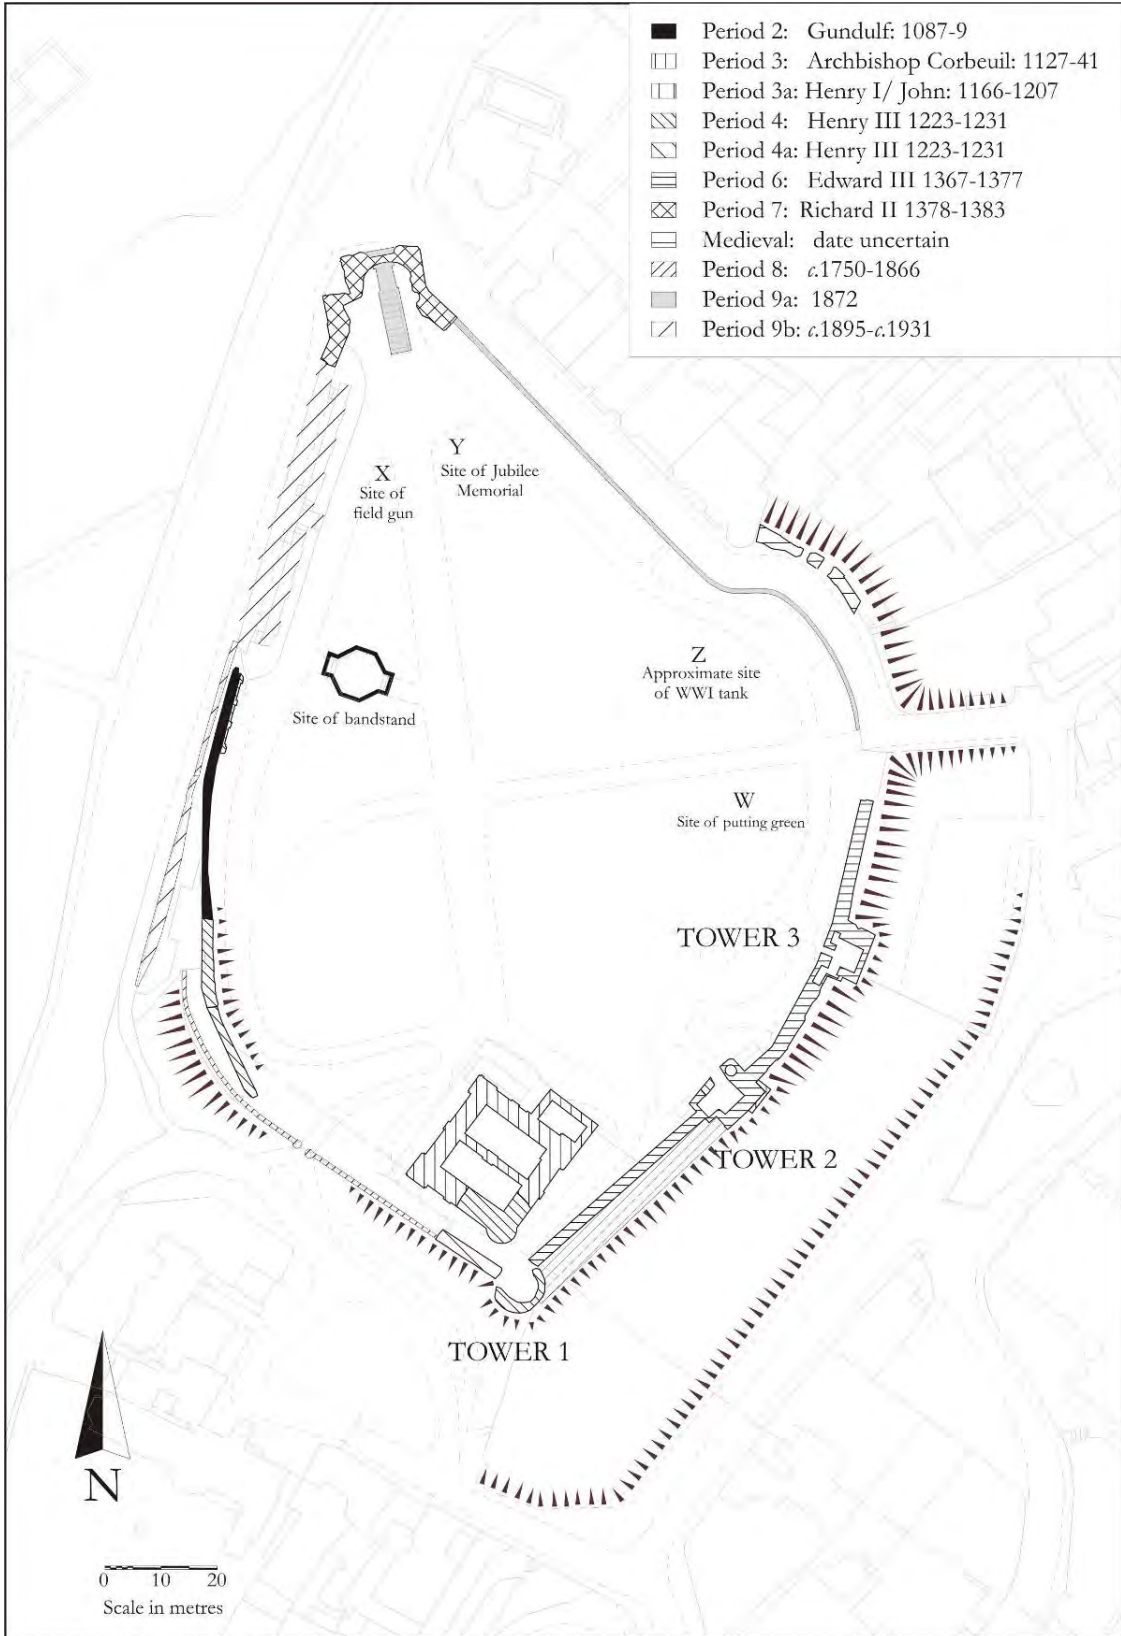 Period 2: Gundulf: 1087-9
Period 3: Archbishop Corbeuil: 1127-41
Period 3a: Henry I/ John: 1166-1207
Period 4: Henry III 1223-1231
Period 4a: Henry III 1223-1231
Period 6: Edward III 1367-1377
Period 7: Richard II 1378-1383
Medieval: date uncertain
Period 8: c.1750-1866
Period 9a: 1872
Period 9b: c.1895-c.1931
Y
Site of Jubilee
Memorial
X
Site of
field gun
Z
Approximate site
of WWI tank
Site of bandstand
W
Site of putting green
TOWER 3
TOWER 2
TOWER 1
N
0 10 20
Scale in metres